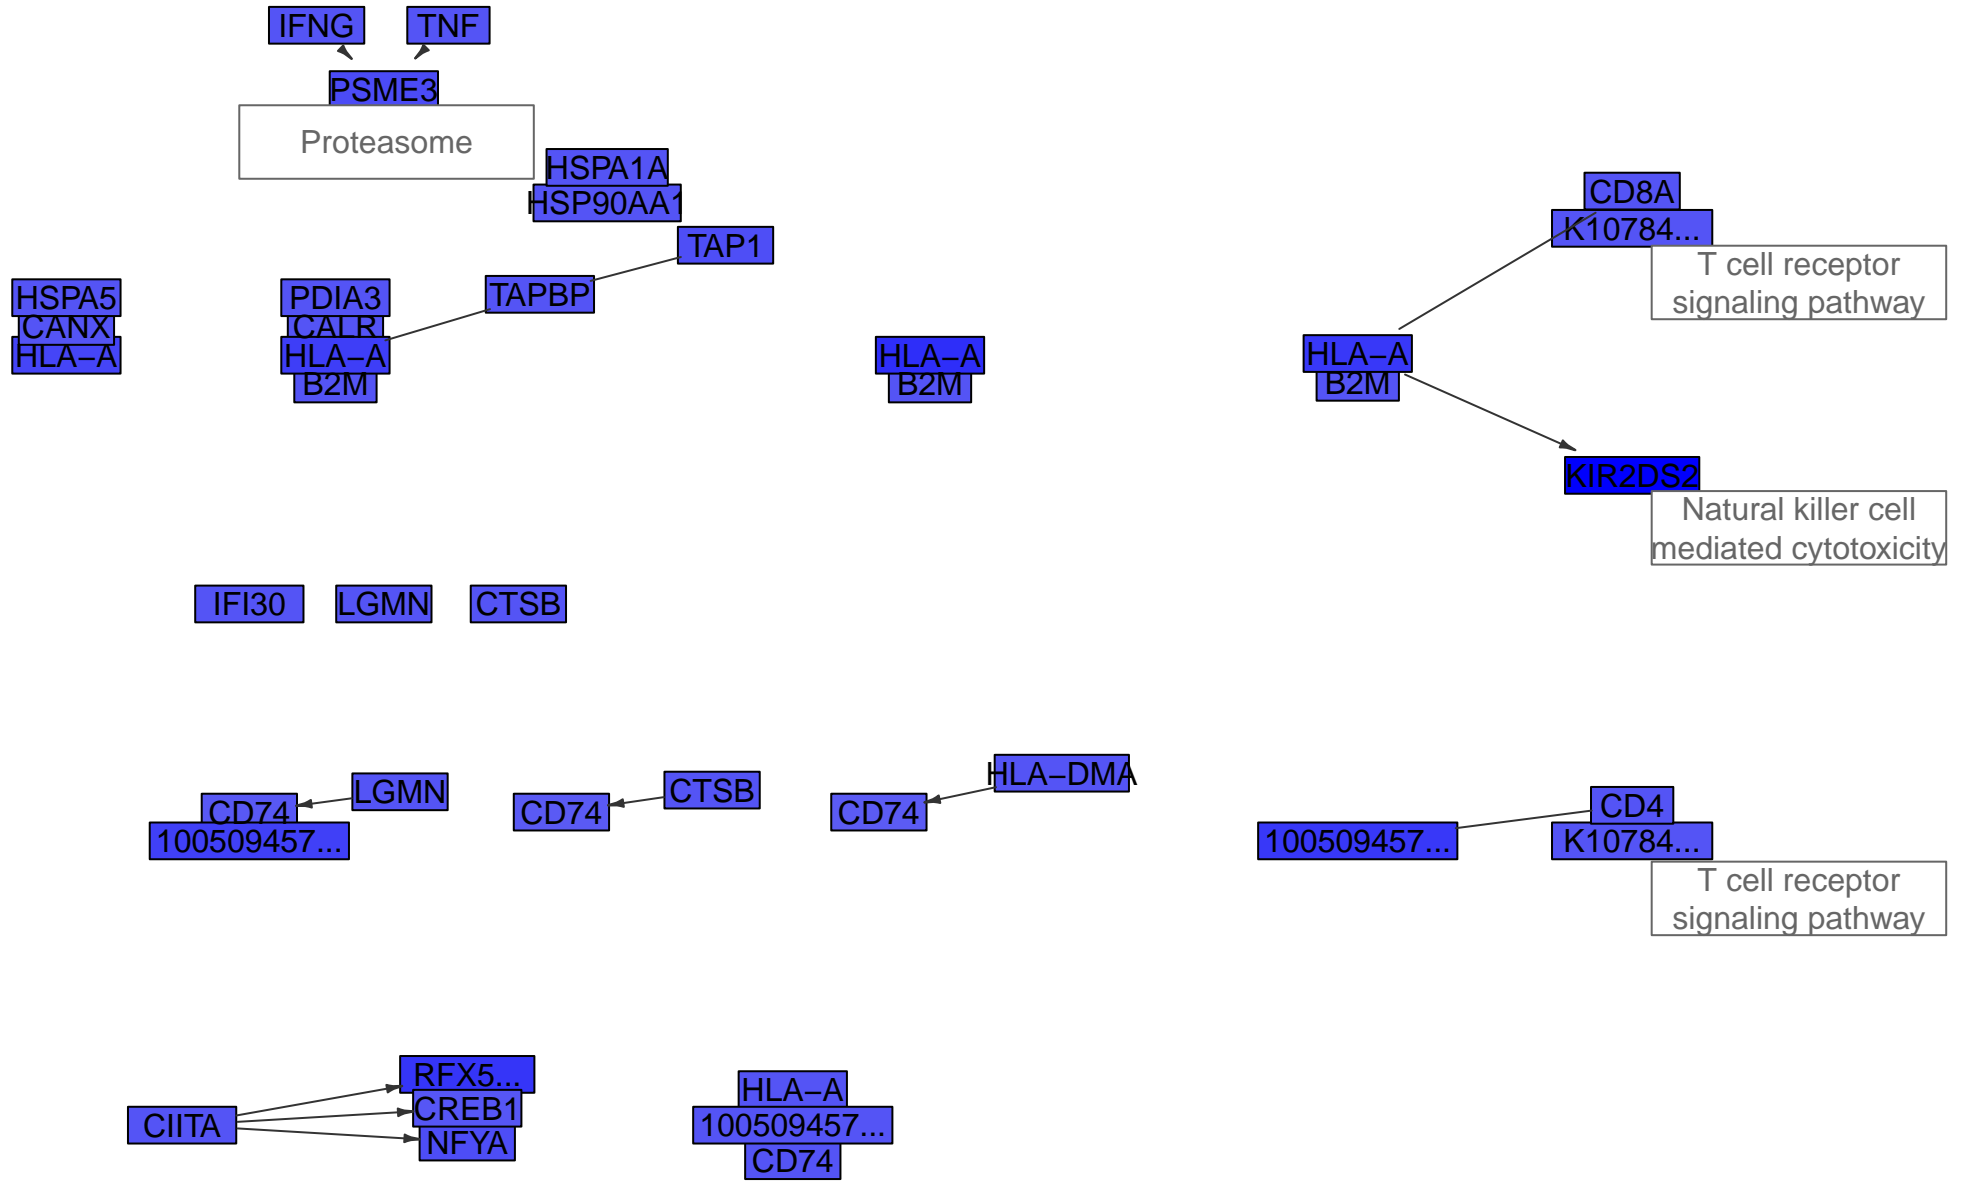 IFNG
TNF
PSME3
Proteasome
HSPA1A
HSP90AA1
TAP1
TAPBP
CD8A
K10784...
T cell receptor
signaling pathway
HSPA5
CANX
HLA−A
PDIA3
CALR
HLA−A
B2M
HLA−A
B2M
HLA−A
B2M
KIR2DS2
Natural killer cell
mediated cytotoxicity
IFI30
LGMN
CTSB
LGMN
CD74
100509457...
CTSB
CD74
HLA−DMA
CD74
100509457...
CD4
K10784...
T cell receptor
signaling pathway
CIITA
RFX5...
CREB1
NFYA
HLA−A
100509457...
CD74